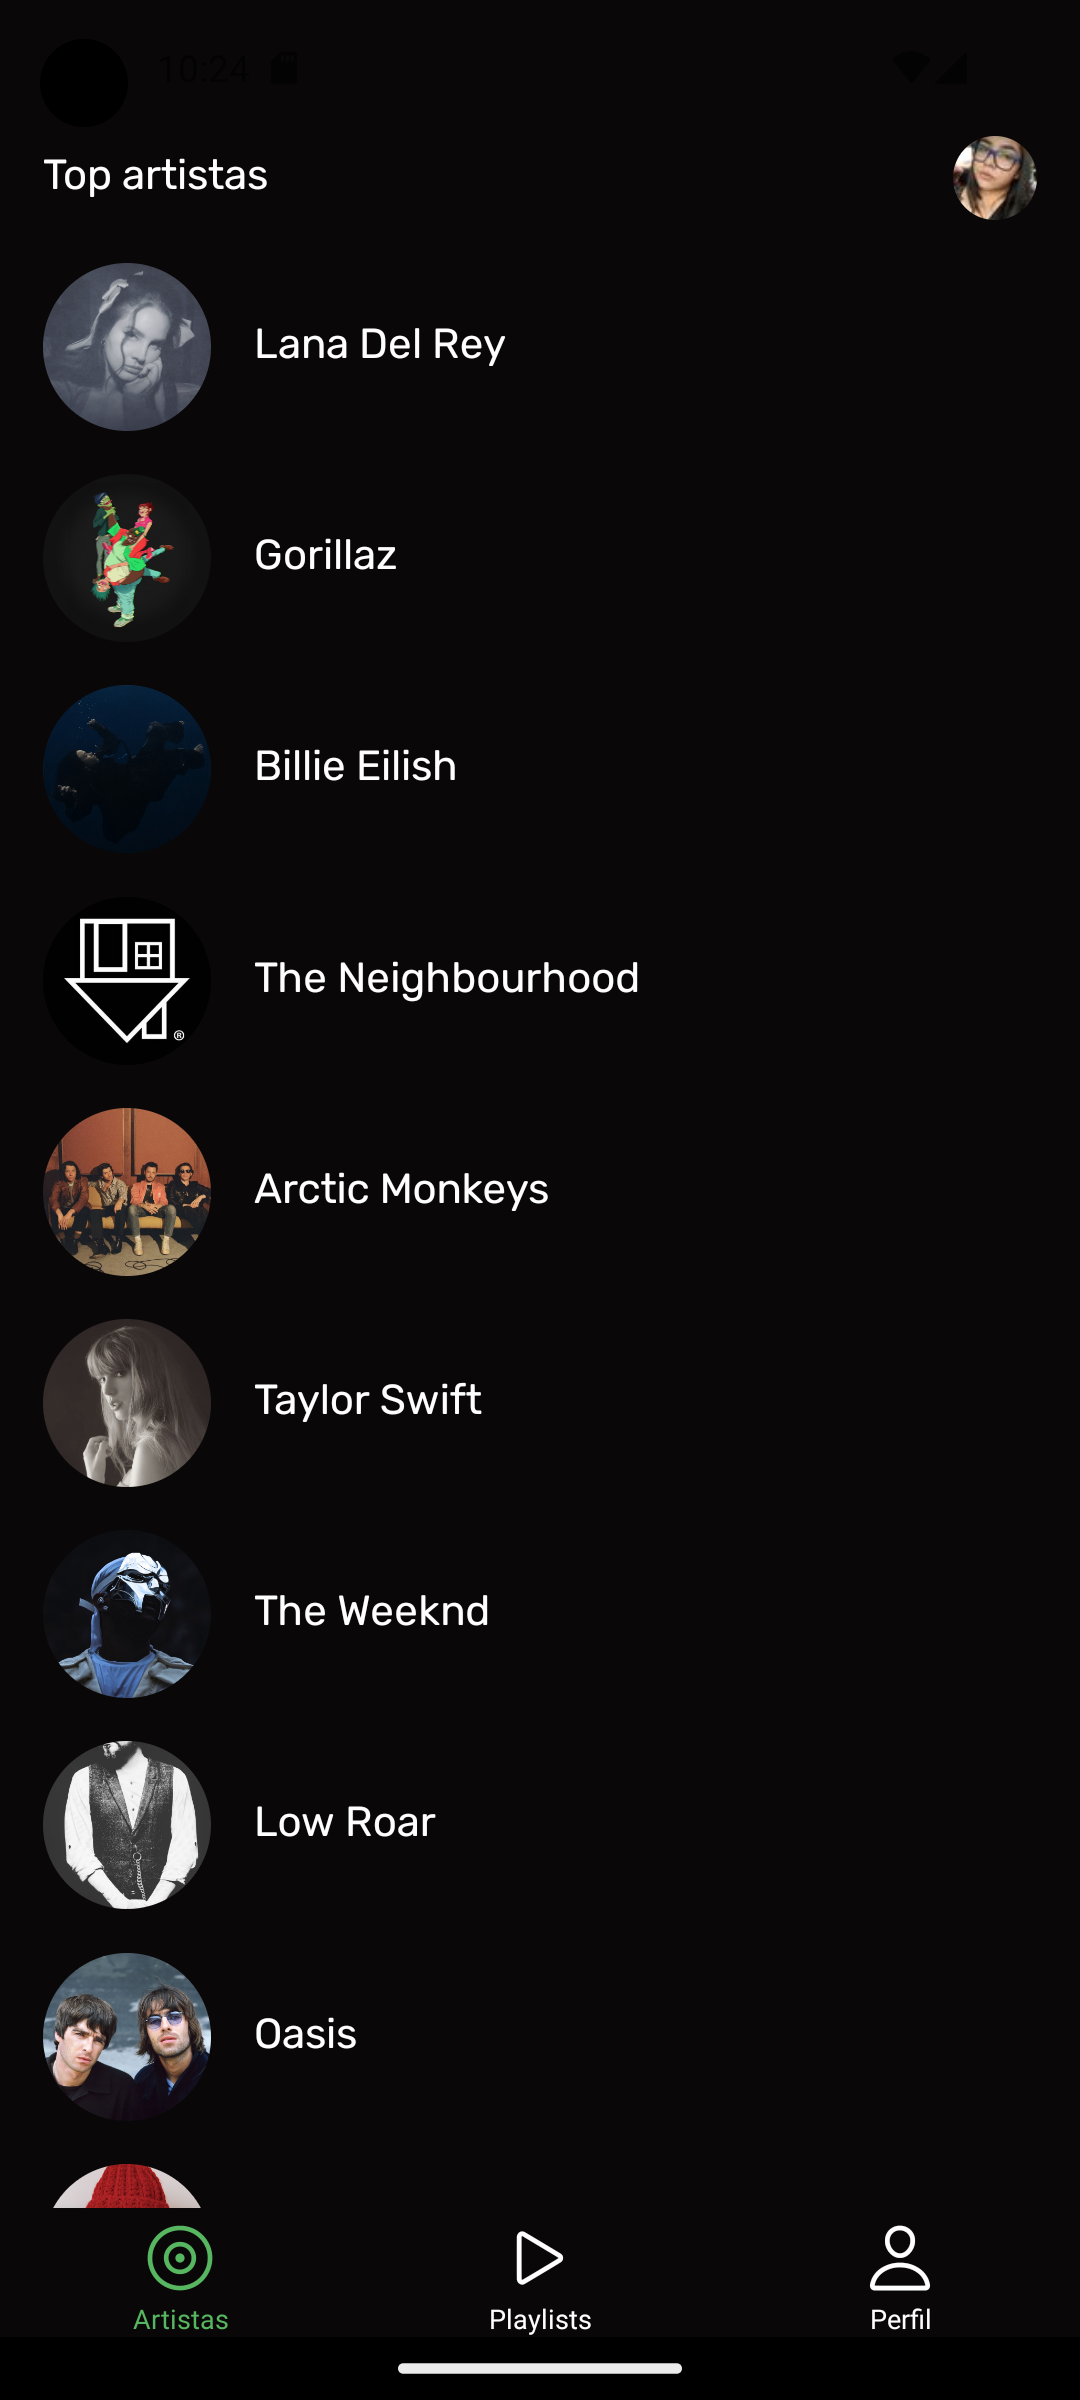 10:24
Top artistas
Lana Del Rey
Gorillaz
Billie Eilish
The Neighbourhood
®
Arctic Monkeys
Taylor Swift
The Weeknd
Low Roar
Oasis
Artistas
Playlists
Perfil